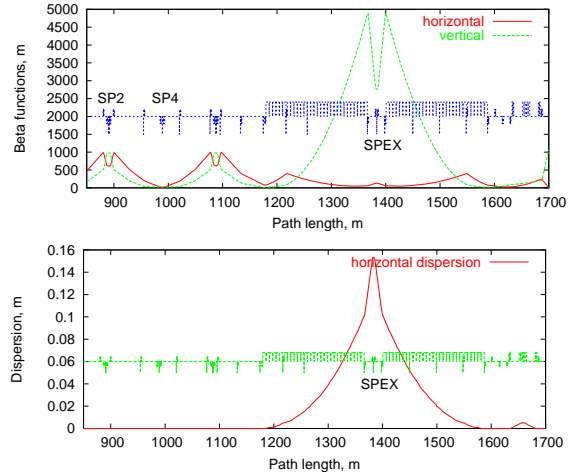 5000
4500
4000
3500
3000
2500
2000
1500
1000
500
0
Beta functions, m
horizontal
vertical
SP2 SP4
SPEX
900 1000 1100 1200 1300 1400 1500 1600 1700
Path length, m
0.16
0.14
0.12
0.1
0.08
0.06
0.04
0.02
0
Dispersion, m
horizontal dispersion
SPEX
900 1000 1100 1200 1300 1400 1500 1600 1700
Path length, m